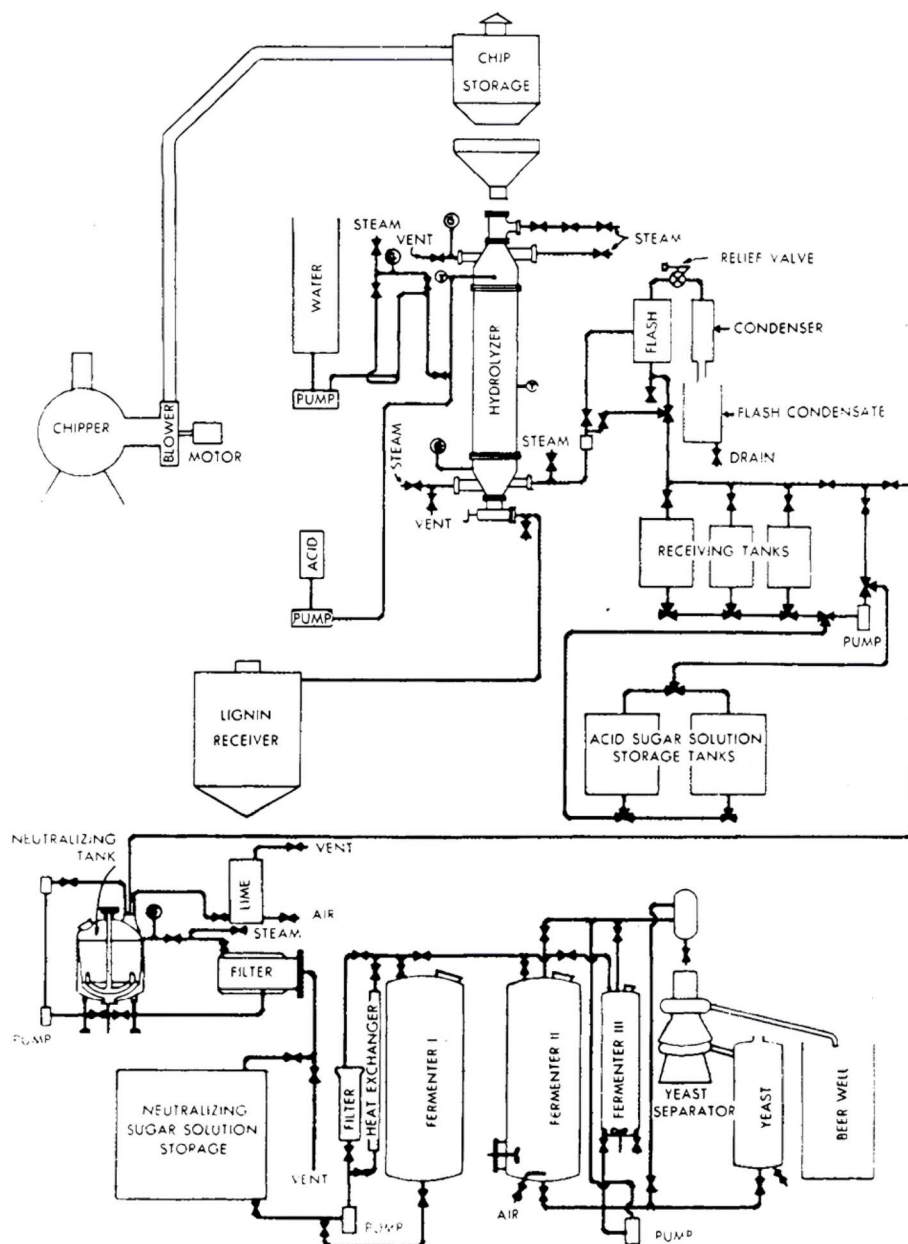 CHIP
STORAGE
STEAM
VENT
STEAM
RELIEF VALVE
WATER
FLASH
CONDENSER
HYDROLYZER
PUMP
CHIPPER
BLOWER
MOTOR
FLASH CONDENSATE
STEAM
STEAM
DRAIN
VENT
ACID
PUMP
RECEIVING TANKS
PUMP
LIGNIN
RECEIVER
ACID SUGAR SOLUTION
STORAGE TANKS
NEUTRALIZING
TANK
VENT
LIME
AIR
STEAM
FILTER
PUMP
NEUTRALIZING
SUGAR SOLUTION
STORAGE
VENT
FILTER
HEAT EXCHANGER
FERMENTER I
FERMENTER II
FERMENTER III
YEAST
SEPARATOR
YEAST
BEER WELL
PUMP
AIR
PUMP